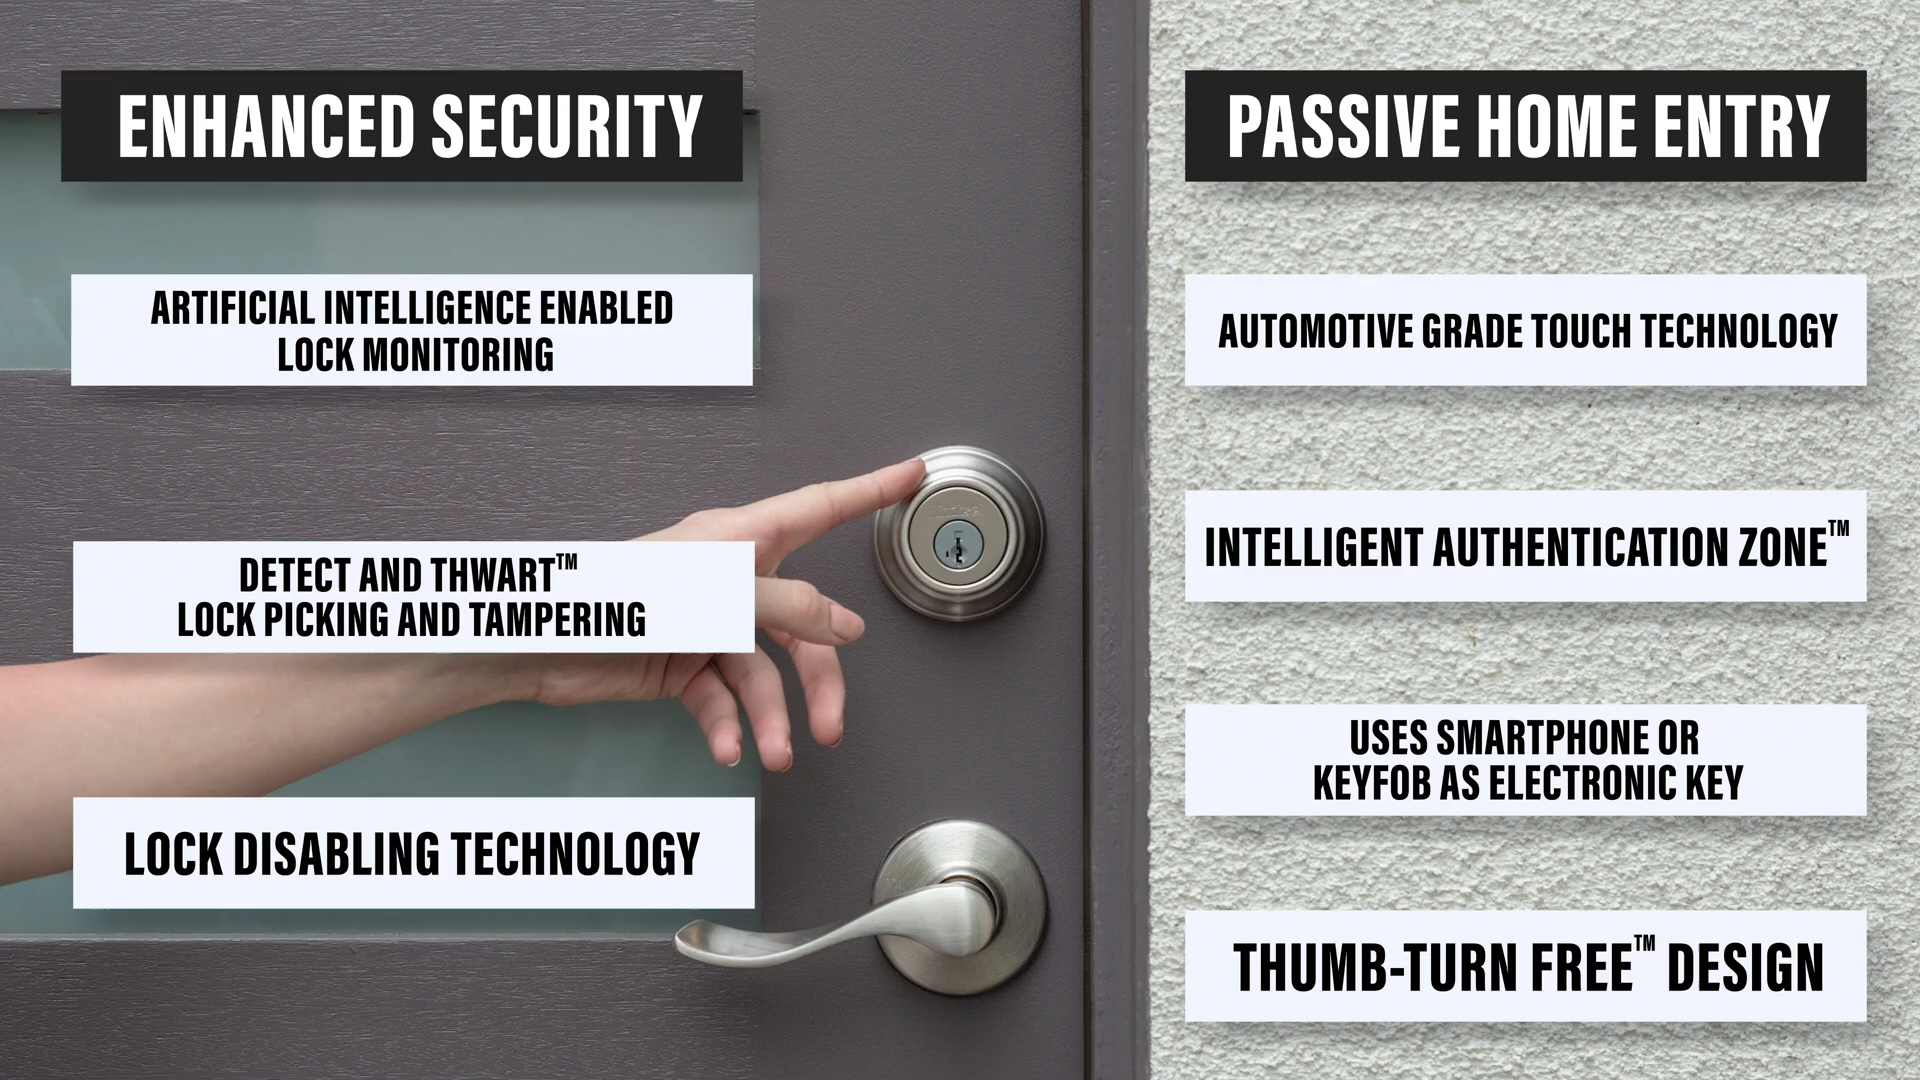 ENHANCED SECURITY
ARTIFICIAL INTELLIGENCE ENABLED
LOCK MONITORING
DETECT AND THWART™
LOCK PICKING AND TAMPERING
LOCK DISABLING TECHNOLOGY
PASSIVE HOME ENTRY
AUTOMOTIVE GRADE TOUCH TECHNOLOGY
INTELLIGENT AUTHENTICATION ZONE™
USES SMARTPHONE OR
KEYFOB AS ELECTRONIC KEY
THUMB-TURN FREE™ DESIGN